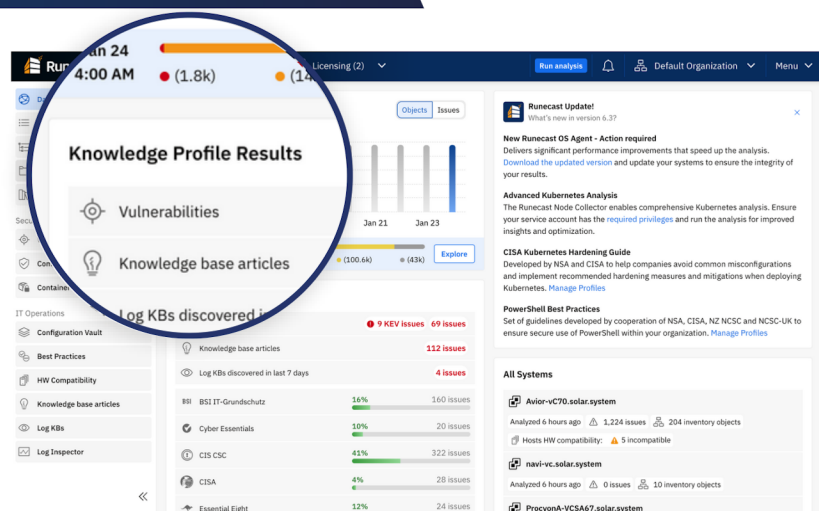 an 24
4:00 AM
(1.8k)
Knowledge Profile Results
Vulnerabilities
Knowledge base articles
Log KBs discovered
Run
Licensing (2)
Run analysis
Default Organization
Menu
IT Operations
Configuration Vault
Best Practices
HW Compatibility
Knowledge base articles
Log KBs
Log Inspector
Objects
Issues
Jan 21
Jan 23
(100.6k)
(43k)
Explore
9 KEV issues 69 issues
Knowledge base articles 112 issues
Log KBs discovered in last 7 days 4 issues
BSI BSI IT-Grundschutz 16% 160 issues
Cyber Essentials 10% 20 issues
CIS CSC 41% 322 issues
CISA 4% 28 issues
Essential Eight 12% 24 issues
Runecast Update!
What's new in version 6.3?
New Runecast OS Agent - Action required
Delivers significant performance improvements that speed up the analysis.
Download the updated version and update your systems to ensure the integrity of
your results.
Advanced Kubernetes Analysis
The Runecast Node Collector enables comprehensive Kubernetes analysis. Ensure
your service account has the required privileges and run the analysis for improved
insights and optimization.
CISA Kubernetes Hardening Guide
Developed by NSA and CISA to help companies avoid common misconfigurations
and implement recommended hardening measures and mitigations when deploying
Kubernetes. Manage Profiles
PowerShell Best Practices
Set of guidelines developed by cooperation of NSA, CISA, NZ NCSC and NCSC-UK to
ensure secure use of PowerShell within your organization. Manage Profiles
All Systems
Avior-vC70.solar.system
Analyzed 6 hours ago 1,224 issues 204 inventory objects
Hosts HW compatibility: 5 incompatible
navi-vc.solar.system
Analyzed 6 hours ago 0 issues 10 inventory objects
ProcyonA-VCSA67.solar.system